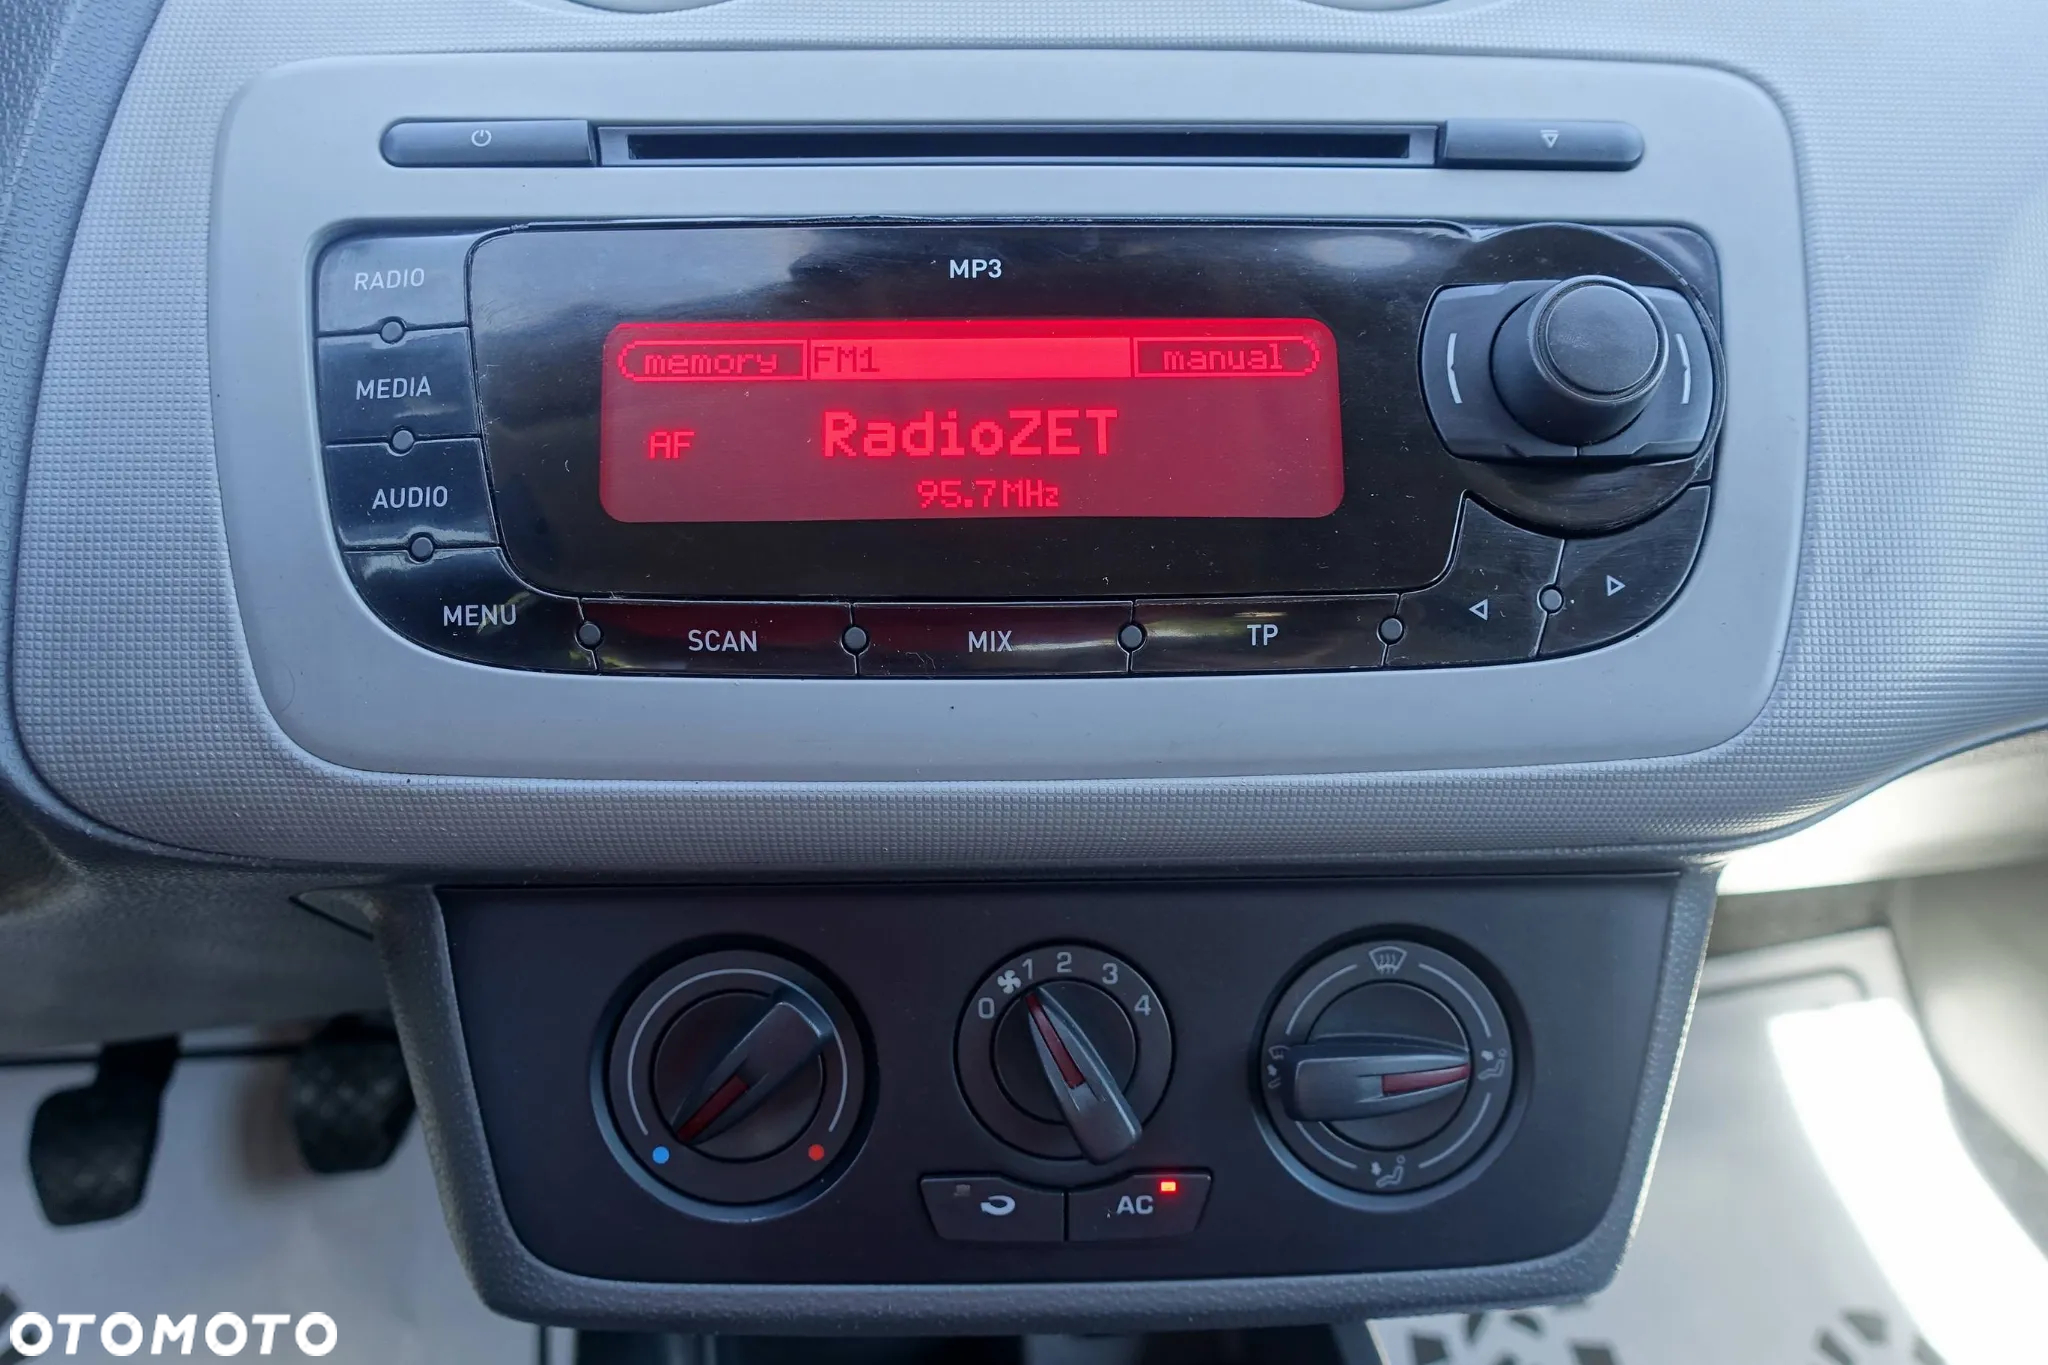 MP3
RADIO
memory FM1 manual
MEDIA
AF RadioZET
95.7MHz
AUDIO
MENU
SCAN MIX TP
0 1 2 3 4
AC
OTOMOTO